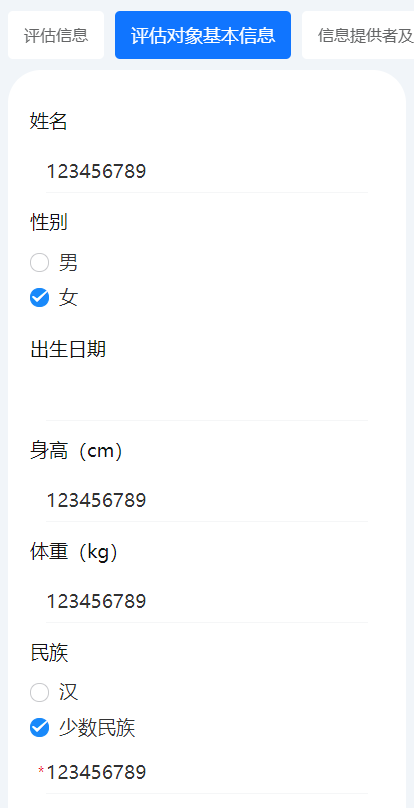 评估信息 评估对象基本信息 信息提供者及
姓名
123456789
性别
男
女
出生日期
身高（cm）
123456789
体重（kg）
123456789
民族
汉
少数民族
*123456789